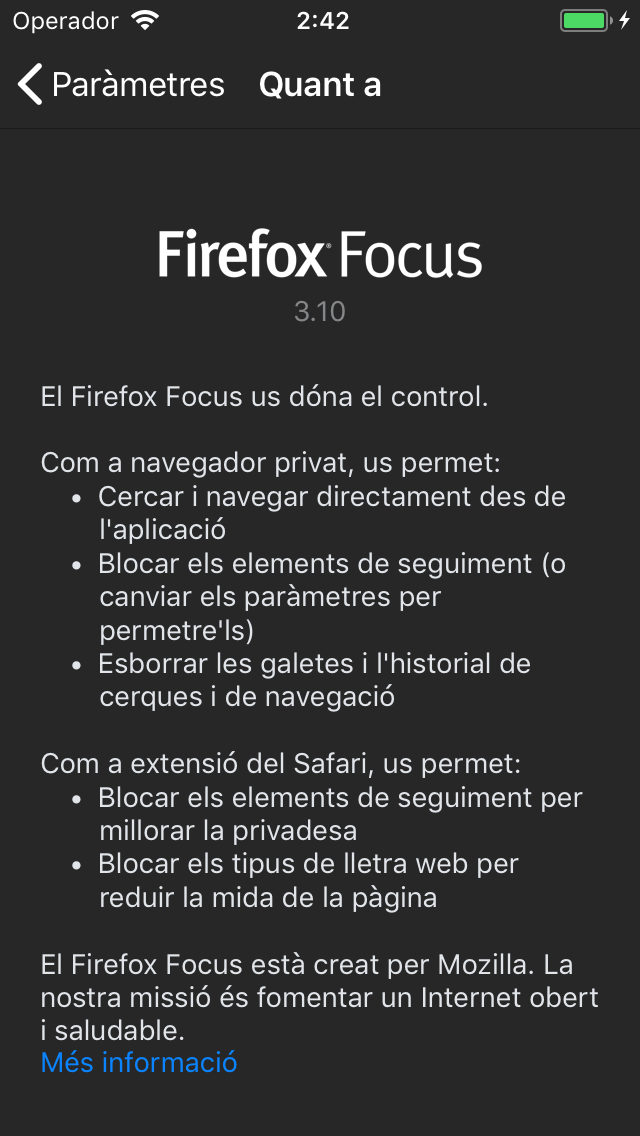 Operador
2:42
Paràmetres
Quant a
Firefox Focus
3.10
El Firefox Focus us dóna el control.
Com a navegador privat, us permet:
• Cercar i navegar directament des de
l'aplicació
• Blocar els elements de seguiment (o
canviar els paràmetres per
permetre'ls)
• Esborrar les galetes i l'historial de
cerques i de navegació
Com a extensió del Safari, us permet:
• Blocar els elements de seguiment per
millorar la privadesa
• Blocar els tipus de lletra web per
reduir la mida de la pàgina
El Firefox Focus està creat per Mozilla. La
nostra missió és fomentar un Internet obert
i saludable.
Més informació